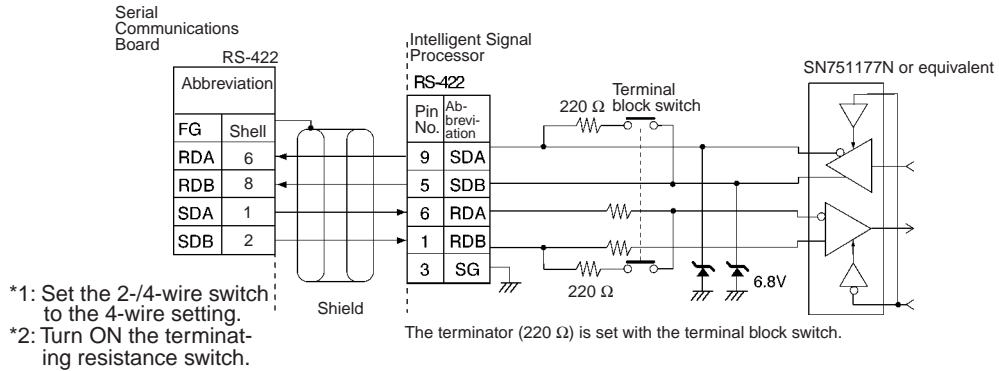 Serial
Communications
Board
RS-422
Abbreviation
FG Shell
RDA 6
RDB 8
SDA 1
SDB 2
Shield
*1: Set the 2-/4-wire switch
to the 4-wire setting.
*2: Turn ON the terminat-
ing resistance switch.
Intelligent Signal
Processor
RS-422
Pin No. Ab-
brevi-
ation
9 SDA
5 SDB
6 RDA
1 RDB
3 SG
220 Ω
Terminal
block switch
220 Ω
6.8V
SN751177N or equivalent
The terminator (220 Ω) is set with the terminal block switch.